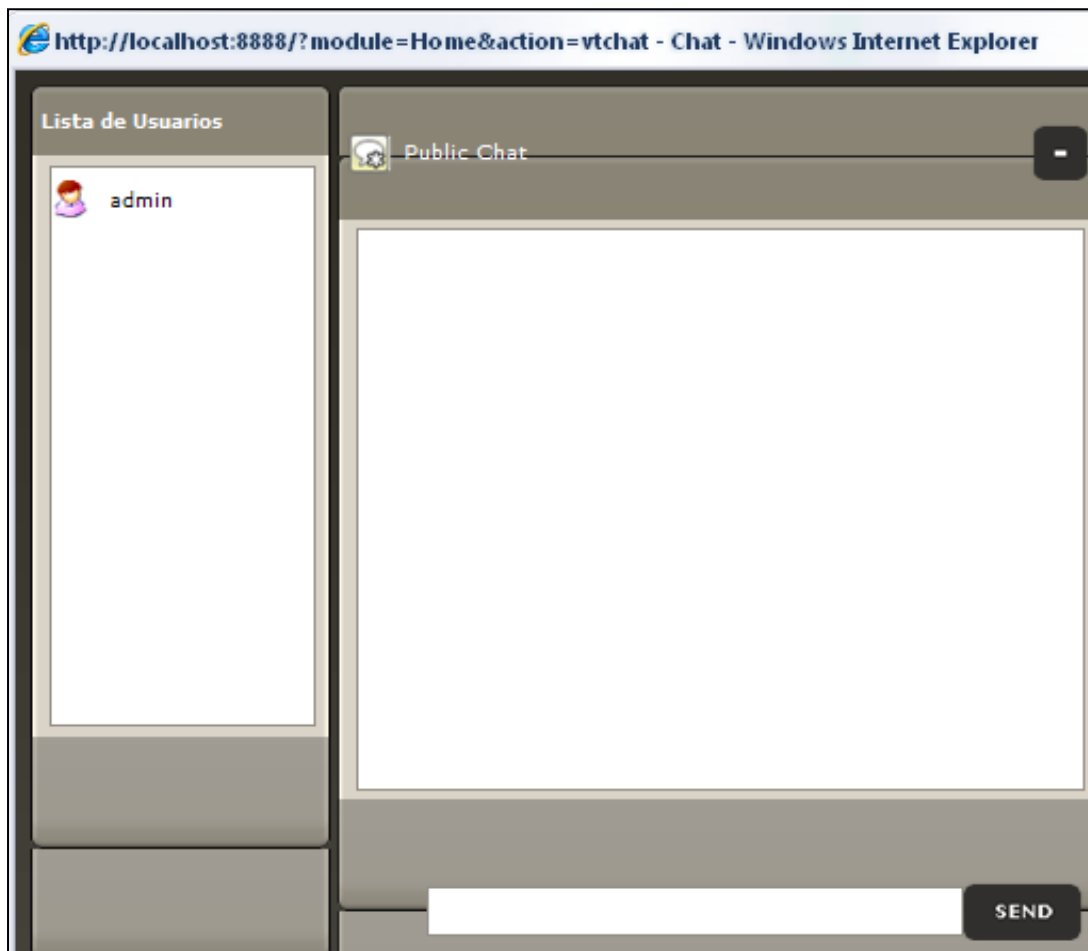 http://localhost:8888/?module=Home&action=vtchat - Chat - Windows Internet Explorer
Lista de Usuarios
Public Chat
-
admin
SEND